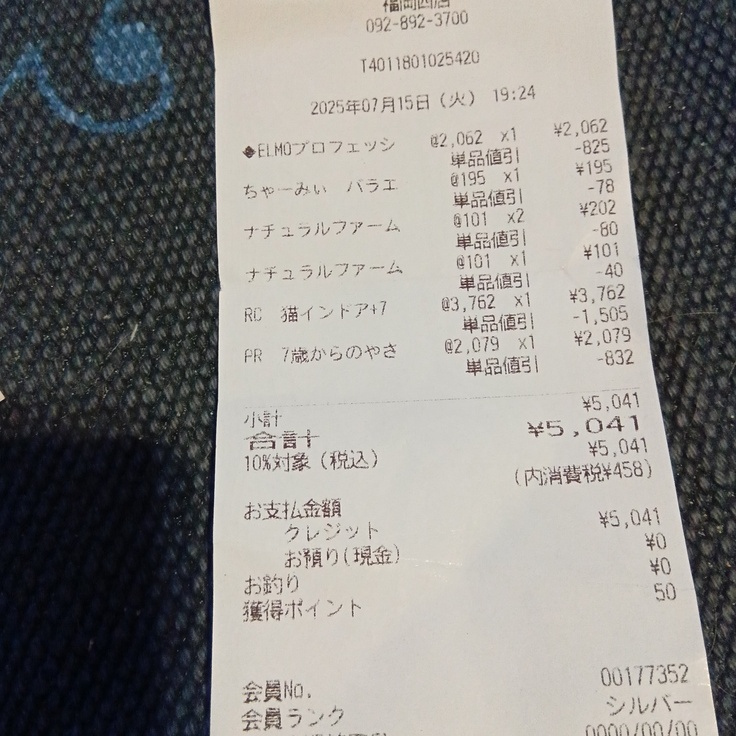 福岡西店
092-892-3700
T4011801025420
2025年07月15日（火） 19:24
◆ELMOプロフェッシ @2,062 x1 ¥2,062
単品値引 -825
ちゃーみぃ バラエ @195 x1 ¥195
単品値引 -78
ナチュラルファーム @101 x2 ¥202
単品値引 -80
ナチュラルファーム @101 x1 ¥101
単品値引 -40
RC 猫インドア+7 @3,762 x1 ¥3,762
単品値引 -1,505
PR 7歳からのやさ @2,079 x1 ¥2,079
単品値引 -832
小計 ¥5,041
合計 ¥5,041
10%対象（税込） ¥5,041
(内消費税¥458)
お支払金額
クレジット ¥5,041
お預り(現金) ¥0
お釣り ¥0
獲得ポイント 50
会員No. 00177352
会員ランク シルバー
0000/00/00